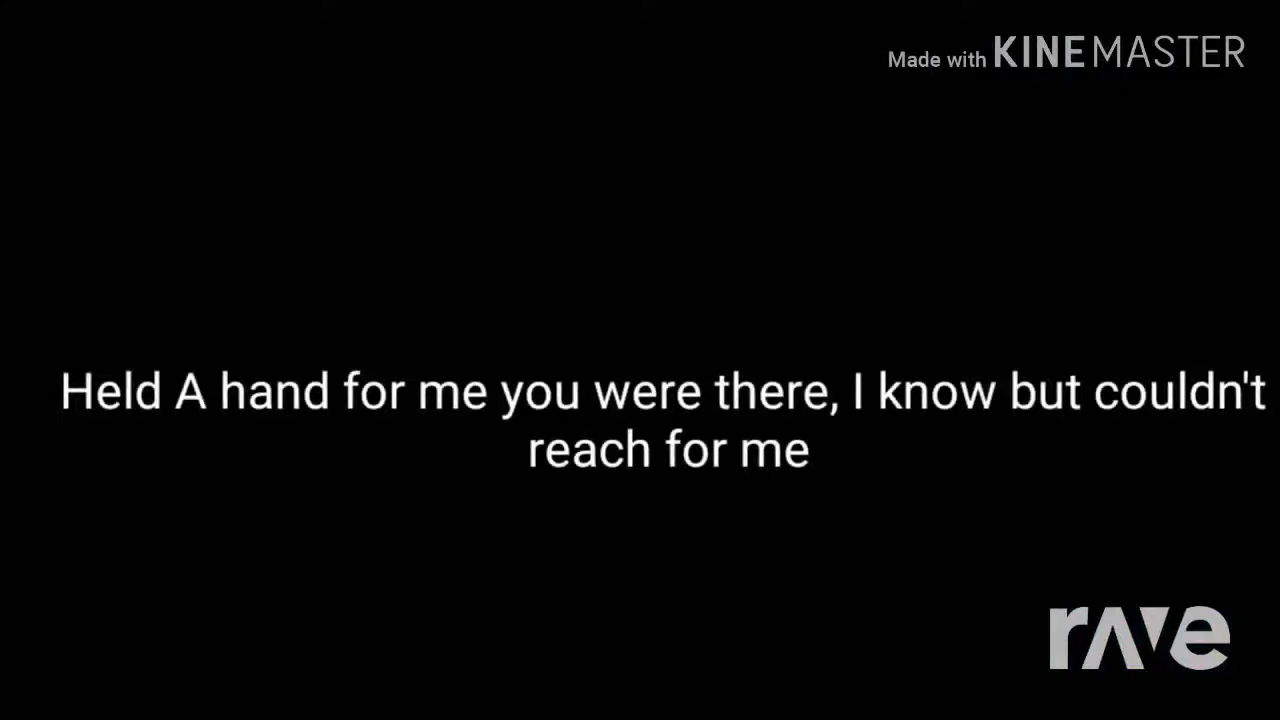 Made with KINEMASTER
Held A hand for me you were there, I know but couldn't
reach for me
rave